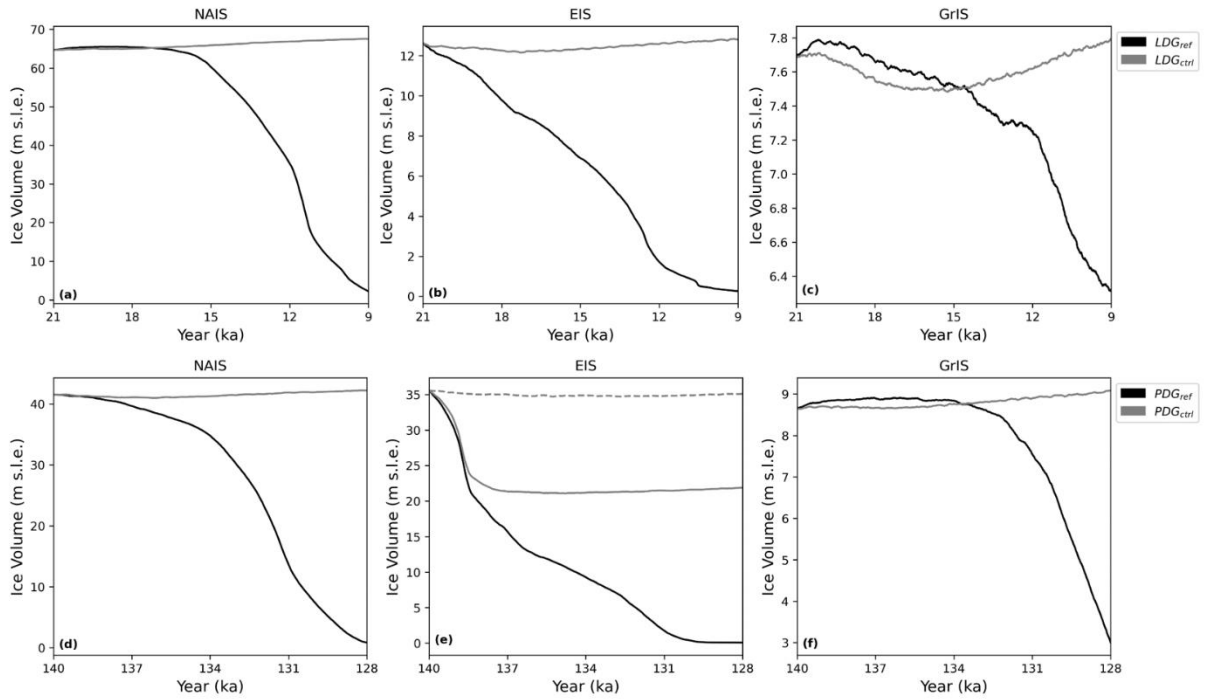 NAIS
EIS
GrIS
Ice Volume (m s.l.e.)
70
60
50
40
30
20
10
0
(a)
21
18
15
12
9
Year (ka)
Ice Volume (m s.l.e.)
12
10
8
6
4
2
0
(b)
21
18
15
12
9
Year (ka)
Ice Volume (m s.l.e.)
7.8
7.6
7.4
7.2
7.0
6.8
6.6
6.4
(c)
21
18
15
12
9
Year (ka)
LDGref
LDGctrl
NAIS
EIS
GrIS
Ice Volume (m s.l.e.)
40
30
20
10
0
(d)
140
137
134
131
128
Year (ka)
Ice Volume (m s.l.e.)
35
30
25
20
15
10
5
0
(e)
140
137
134
131
128
Year (ka)
Ice Volume (m s.l.e.)
9
8
7
6
5
4
3
(f)
140
137
134
131
128
Year (ka)
PDGref
PDGctrl